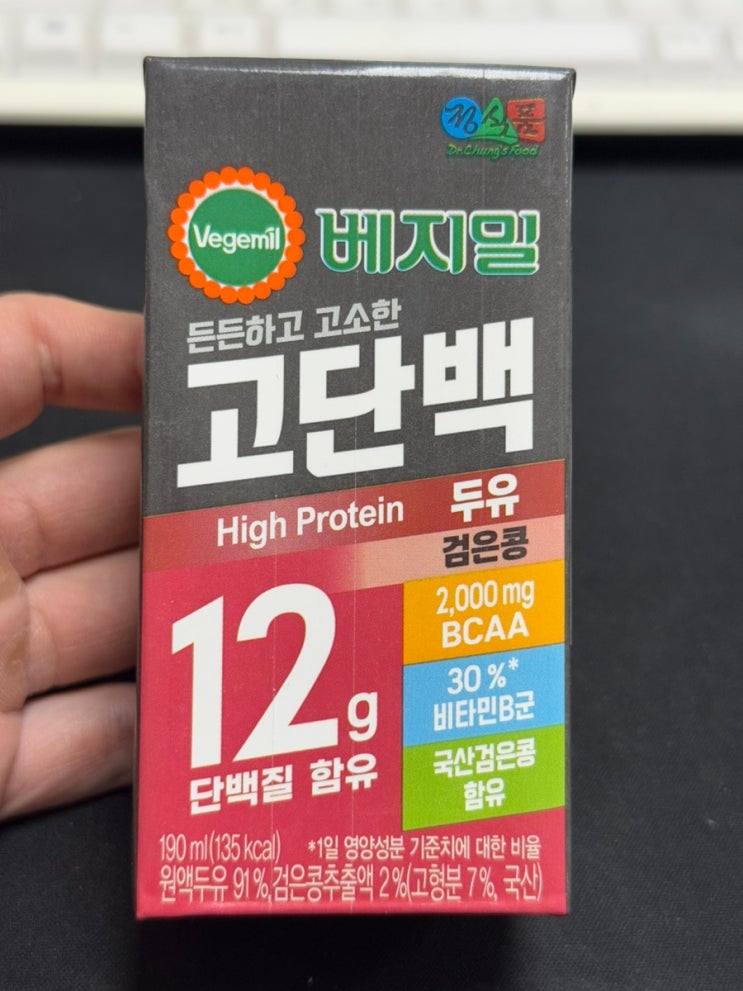 정식품
Dr.Chung's Food
Vegemil
베지밀
든든하고 고소한
고단백
High Protein
두유
검은콩
12g
단백질 함유
2,000 mg
BCAA
30 %*
비타민B군
국산검은콩
함유
190 ml(135 kcal)
*1일 영양성분 기준치에 대한 비율
원액두유 91%, 검은콩추출액 2%(고형분 7%, 국산)